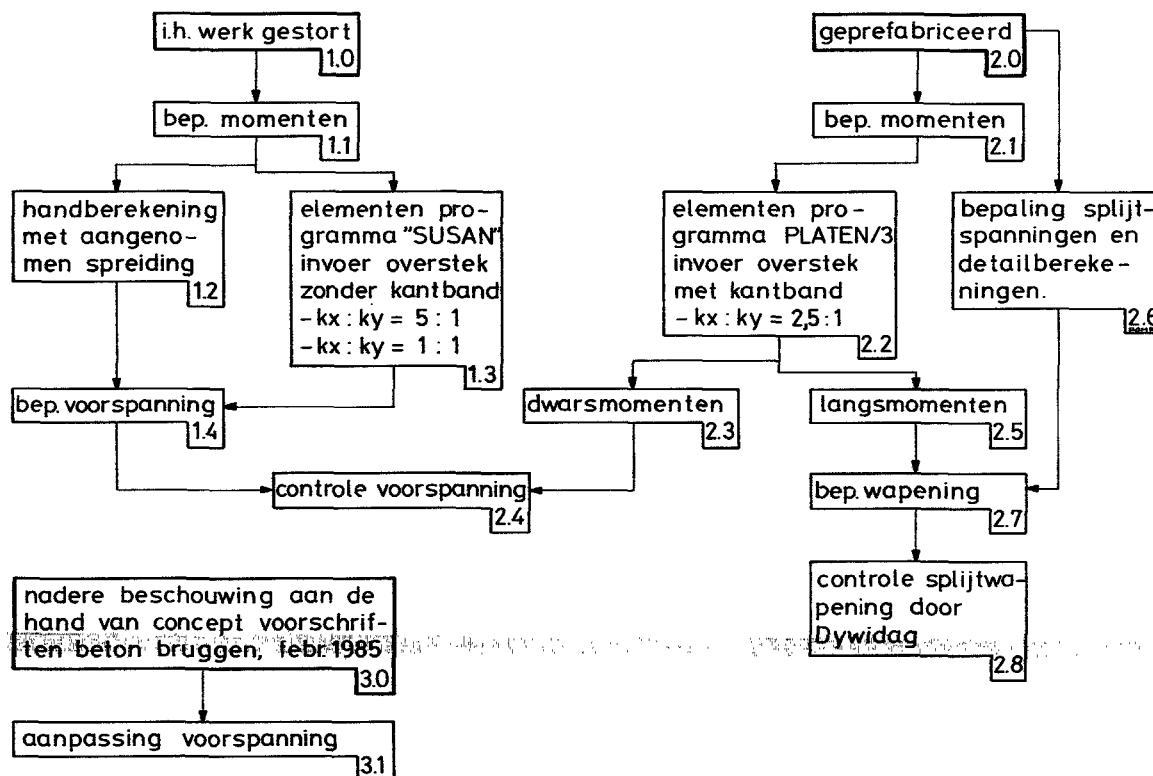 i.h. werk gestort
1.0
bep. momenten
1.1
handberekening
met aangeno-
men spreiding
1.2
elementen pro-
gramma "SUSAN"
invoer overstek
zonder kantband
-kx : ky = 5 : 1
-kx : ky = 1 : 1
1.3
bep. voorspanning
1.4
geprefabriceerd
2.0
bep. momenten
2.1
elementen pro-
gramma PLATEN/3
invoer overstek
met kantband
-kx : ky = 2,5 : 1
2.2
bepaling splijt-
spanningen en
detailbereke-
ningen.
2.6
dwarsmomenten
2.3
langsmomenten
2.5
controle voorspanning
2.4
bep. wapening
2.7
controle splijtwa-
pening door
Dywidag
2.8
nadere beschouwing aan de
hand van concept voorschrif-
ten beton bruggen, febr. 1985
3.0
aanpassing voorspanning
3.1